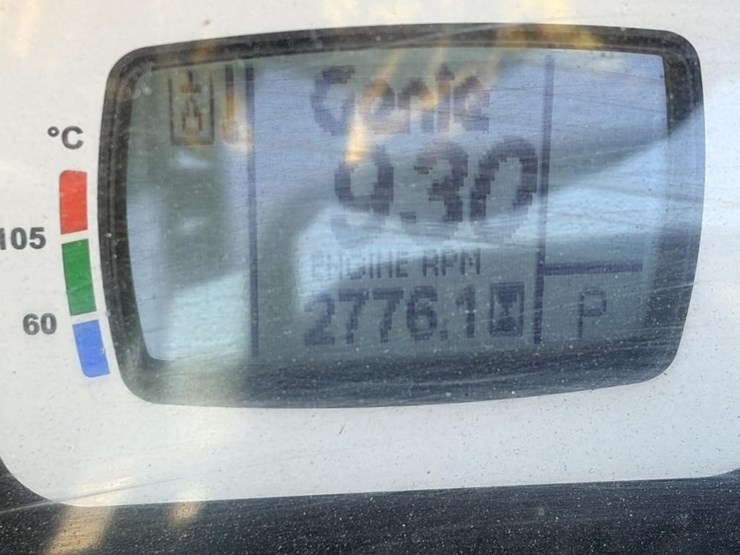 °C
105
60
Genie
930
ENGINE RPM
2776.1
P